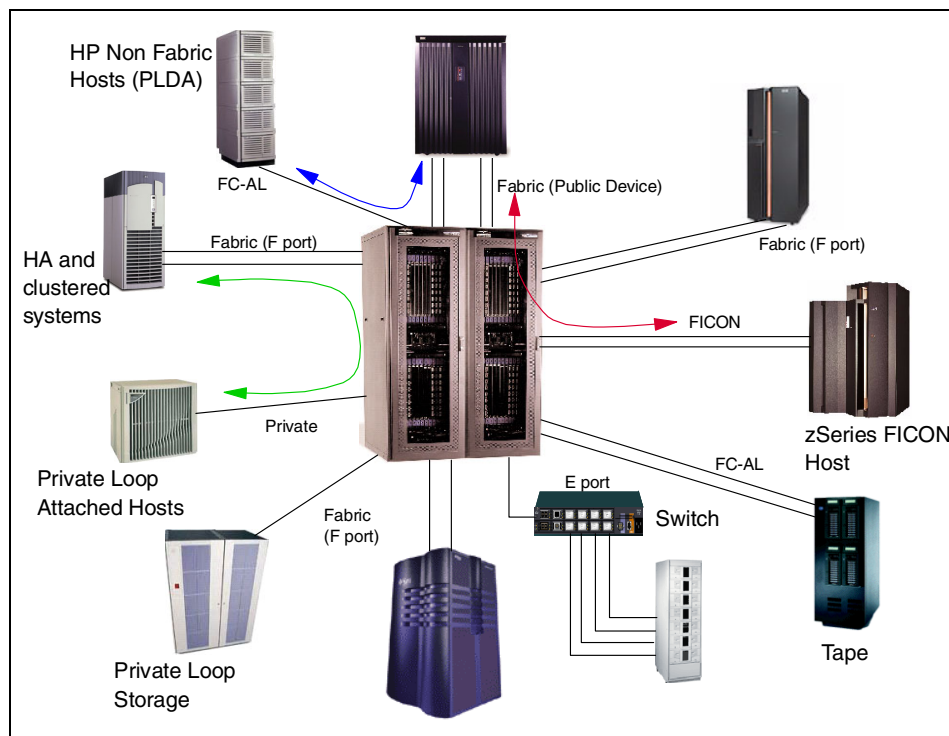 HP Non Fabric
Hosts (PLDA)
FC-AL
Fabric (Public Device)
Fabric (F port)
Fabric (F port)
HA and
clustered
systems
FICON
Private
zSeries FICON
Host
Private Loop
Attached Hosts
FC-AL
E port
Switch
Fabric
(F port)
Tape
Private Loop
Storage